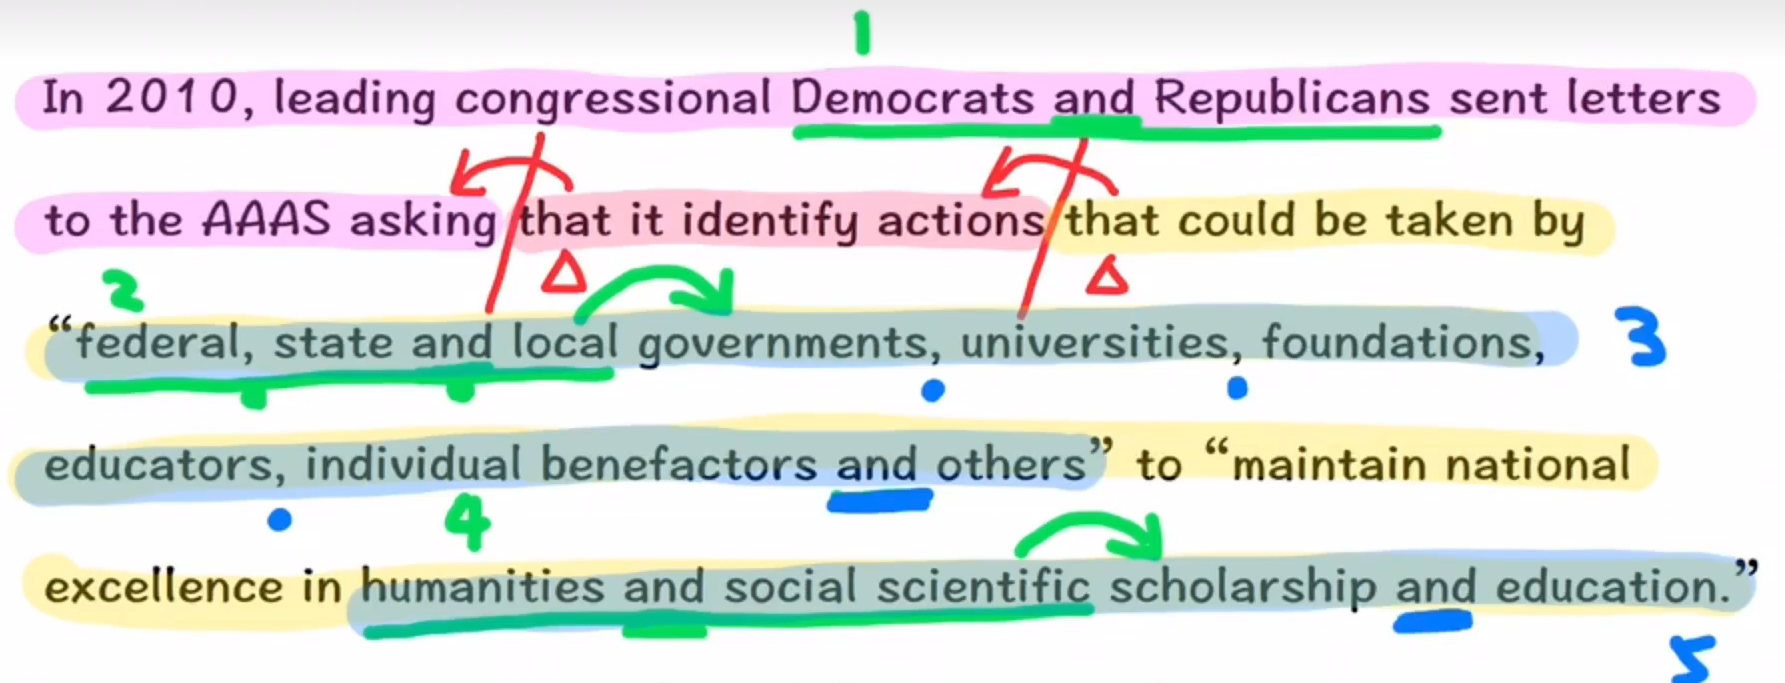 1
In 2010, leading congressional Democrats and Republicans sent letters
to the AAAS asking that it identify actions that could be taken by
2
“federal, state and local governments, universities, foundations, 3
educators, individual benefactors and others” to “maintain national
4
excellence in humanities and social scientific scholarship and education.”
5